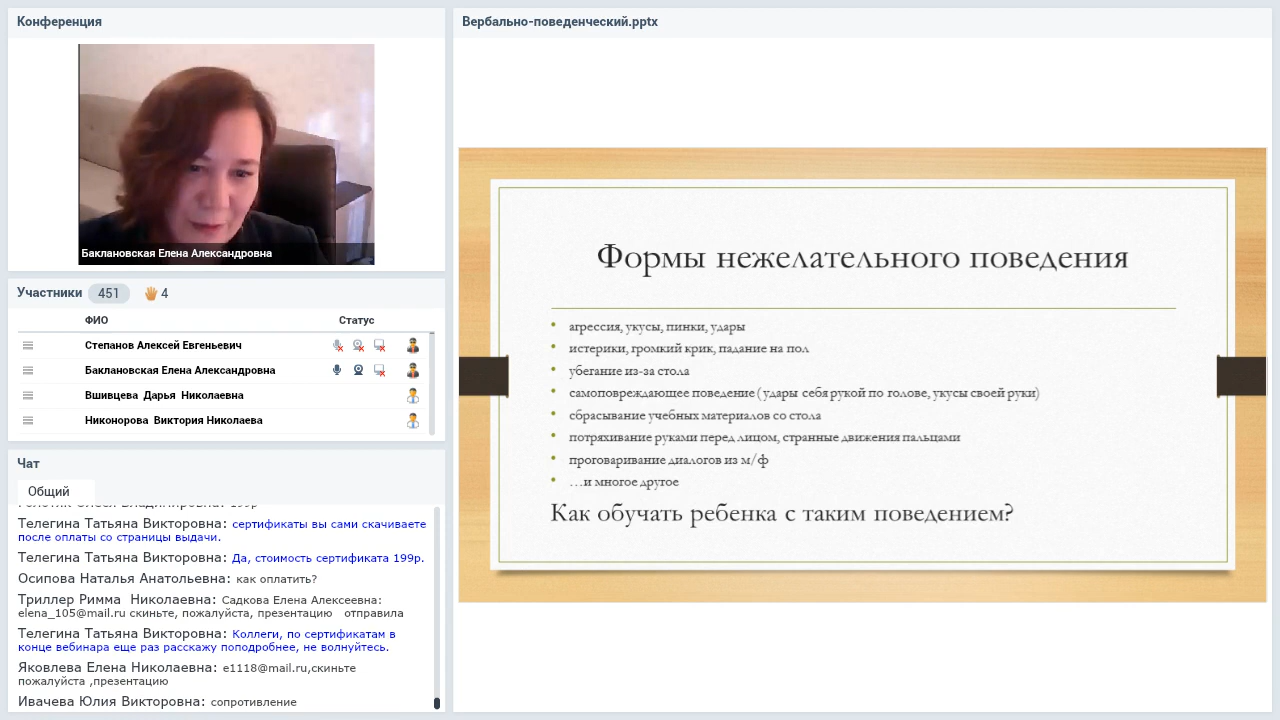 Конференция
Баклановская Елена Александровна
Участники 451 4
ФИО Статус
Степанов Алексей Евгеньевич
Баклановская Елена Александровна
Вшивцева Дарья Николаевна
Никонорова Виктория Николаева
Чат
Общий
Телегина Татьяна Викторовна: сертификаты вы сами скачиваете
после оплаты со страницы выдачи.
Телегина Татьяна Викторовна: Да, стоимость сертификата 199р.
Осипова Наталья Анатольевна: как оплатить?
Триллер Римма Николаевна: Садкова Елена Алексеевна:
elena_105@mail.ru скиньте, пожалуйста, презентацию отправила
Телегина Татьяна Викторовна: Коллеги, по сертификатам в
конце вебинара еще раз расскажу поподробнее, не волнуйтесь.
Яковлева Елена Николаевна: e1118@mail.ru,скиньте
пожалуйста ,презентацию
Ивачева Юлия Викторовна: сопротивление
Вербально-поведенческий.pptx
Формы нежелательного поведения
• агрессия, укусы, пинки, удары
• истерики, громкий крик, падание на пол
• убегание из-за стола
• самоповреждающее поведение ( удары себя рукой по голове, укусы своей руки)
• сбрасывание учебных материалов со стола
• потряхивание руками перед лицом, странные движения пальцами
• проговаривание диалогов из м/ф
• …и многое другое
Как обучать ребенка с таким поведением?